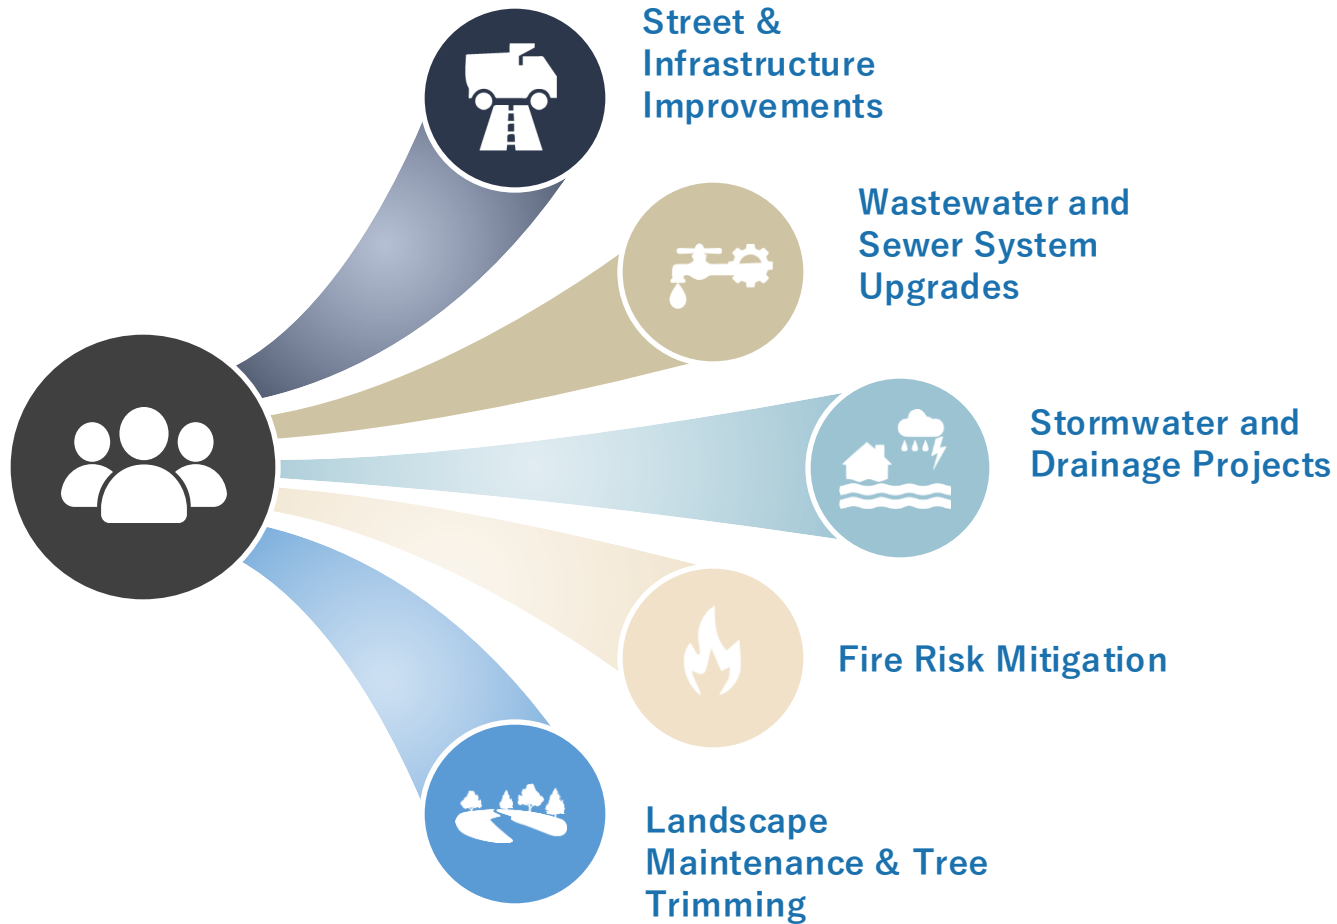 Street &
Infrastructure
Improvements
Wastewater and
Sewer System
Upgrades
Stormwater and
Drainage Projects
Fire Risk Mitigation
Landscape
Maintenance & Tree
Trimming